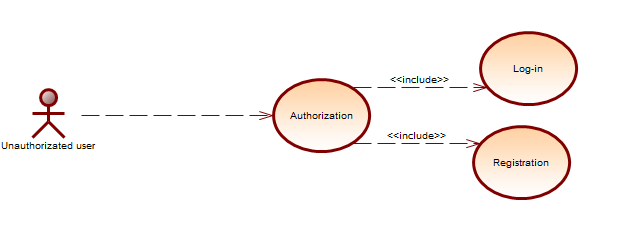 Log-in
<<include>>
Authorization
<<include>>
Unauthorizated user
Registration